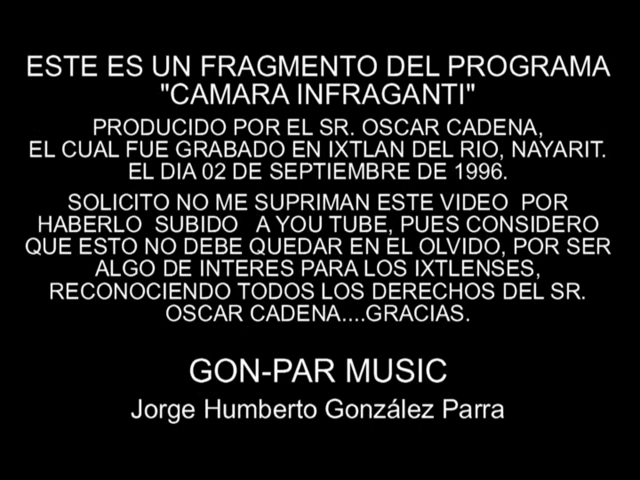 ESTE ES UN FRAGMENTO DEL PROGRAMA
"CAMARA INFRAGANTI"
PRODUCIDO POR EL SR. OSCAR CADENA,
EL CUAL FUE GRABADO EN IXTLAN DEL RIO, NAYARIT.
EL DIA 02 DE SEPTIEMBRE DE 1996.
SOLICITO NO ME SUPRIMAN ESTE VIDEO POR
HABERLO SUBIDO A YOU TUBE, PUES CONSIDERO
QUE ESTO NO DEBE QUEDAR EN EL OLVIDO, POR SER
ALGO DE INTERES PARA LOS IXTLENSES,
RECONOCIENDO TODOS LOS DERECHOS DEL SR.
OSCAR CADENA....GRACIAS.
GON-PAR MUSIC
Jorge Humberto González Parra